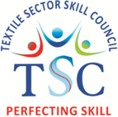 TEXTILE SECTOR SKILL COUNCIL
TSC
PERFECTING SKILL